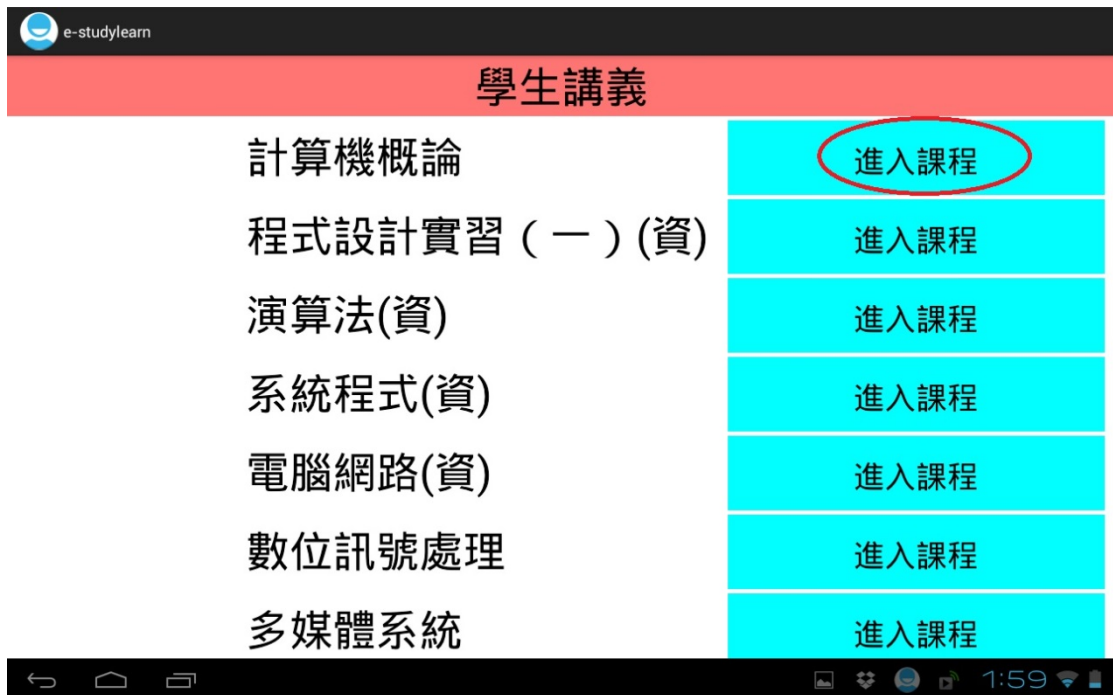 e-studylearn
學生講義
計算機概論 進入課程
程式設計實習(一)(資) 進入課程
演算法(資) 進入課程
系統程式(資) 進入課程
電腦網路(資) 進入課程
數位訊號處理 進入課程
多媒體系統 進入課程
1:59